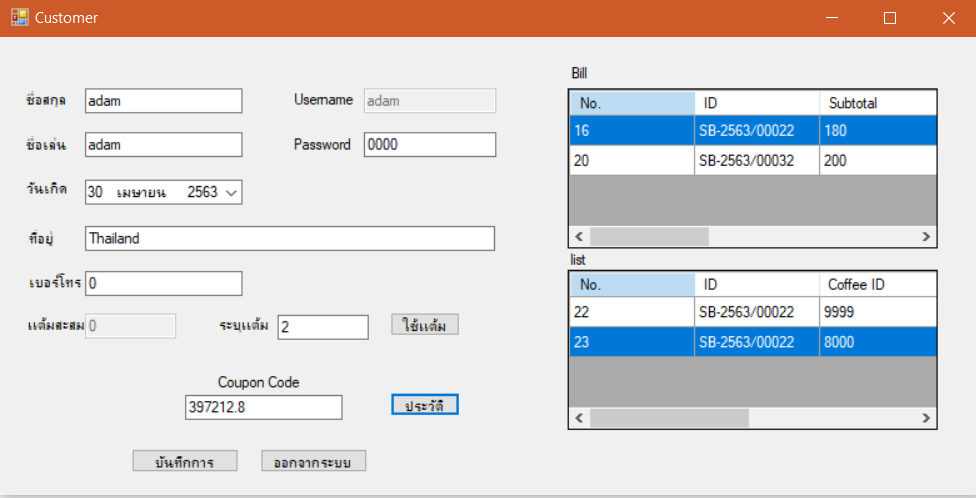 Customer
ชื่อสกุล adam Username adam
ชื่อเล่น adam Password 0000
วันเกิด 30 เมษายน 2563
ที่อยู่ Thailand
เบอร์โทร 0
แต้มสะสม 0 ระบุแต้ม 2 ใช้แต้ม
Coupon Code
397212.8 ประวัติ
บันทึกการ ออกจากระบบ
Bill
No. ID Subtotal
16 SB-2563/00022 180
20 SB-2563/00032 200
list
No. ID Coffee ID
22 SB-2563/00022 9999
23 SB-2563/00022 8000